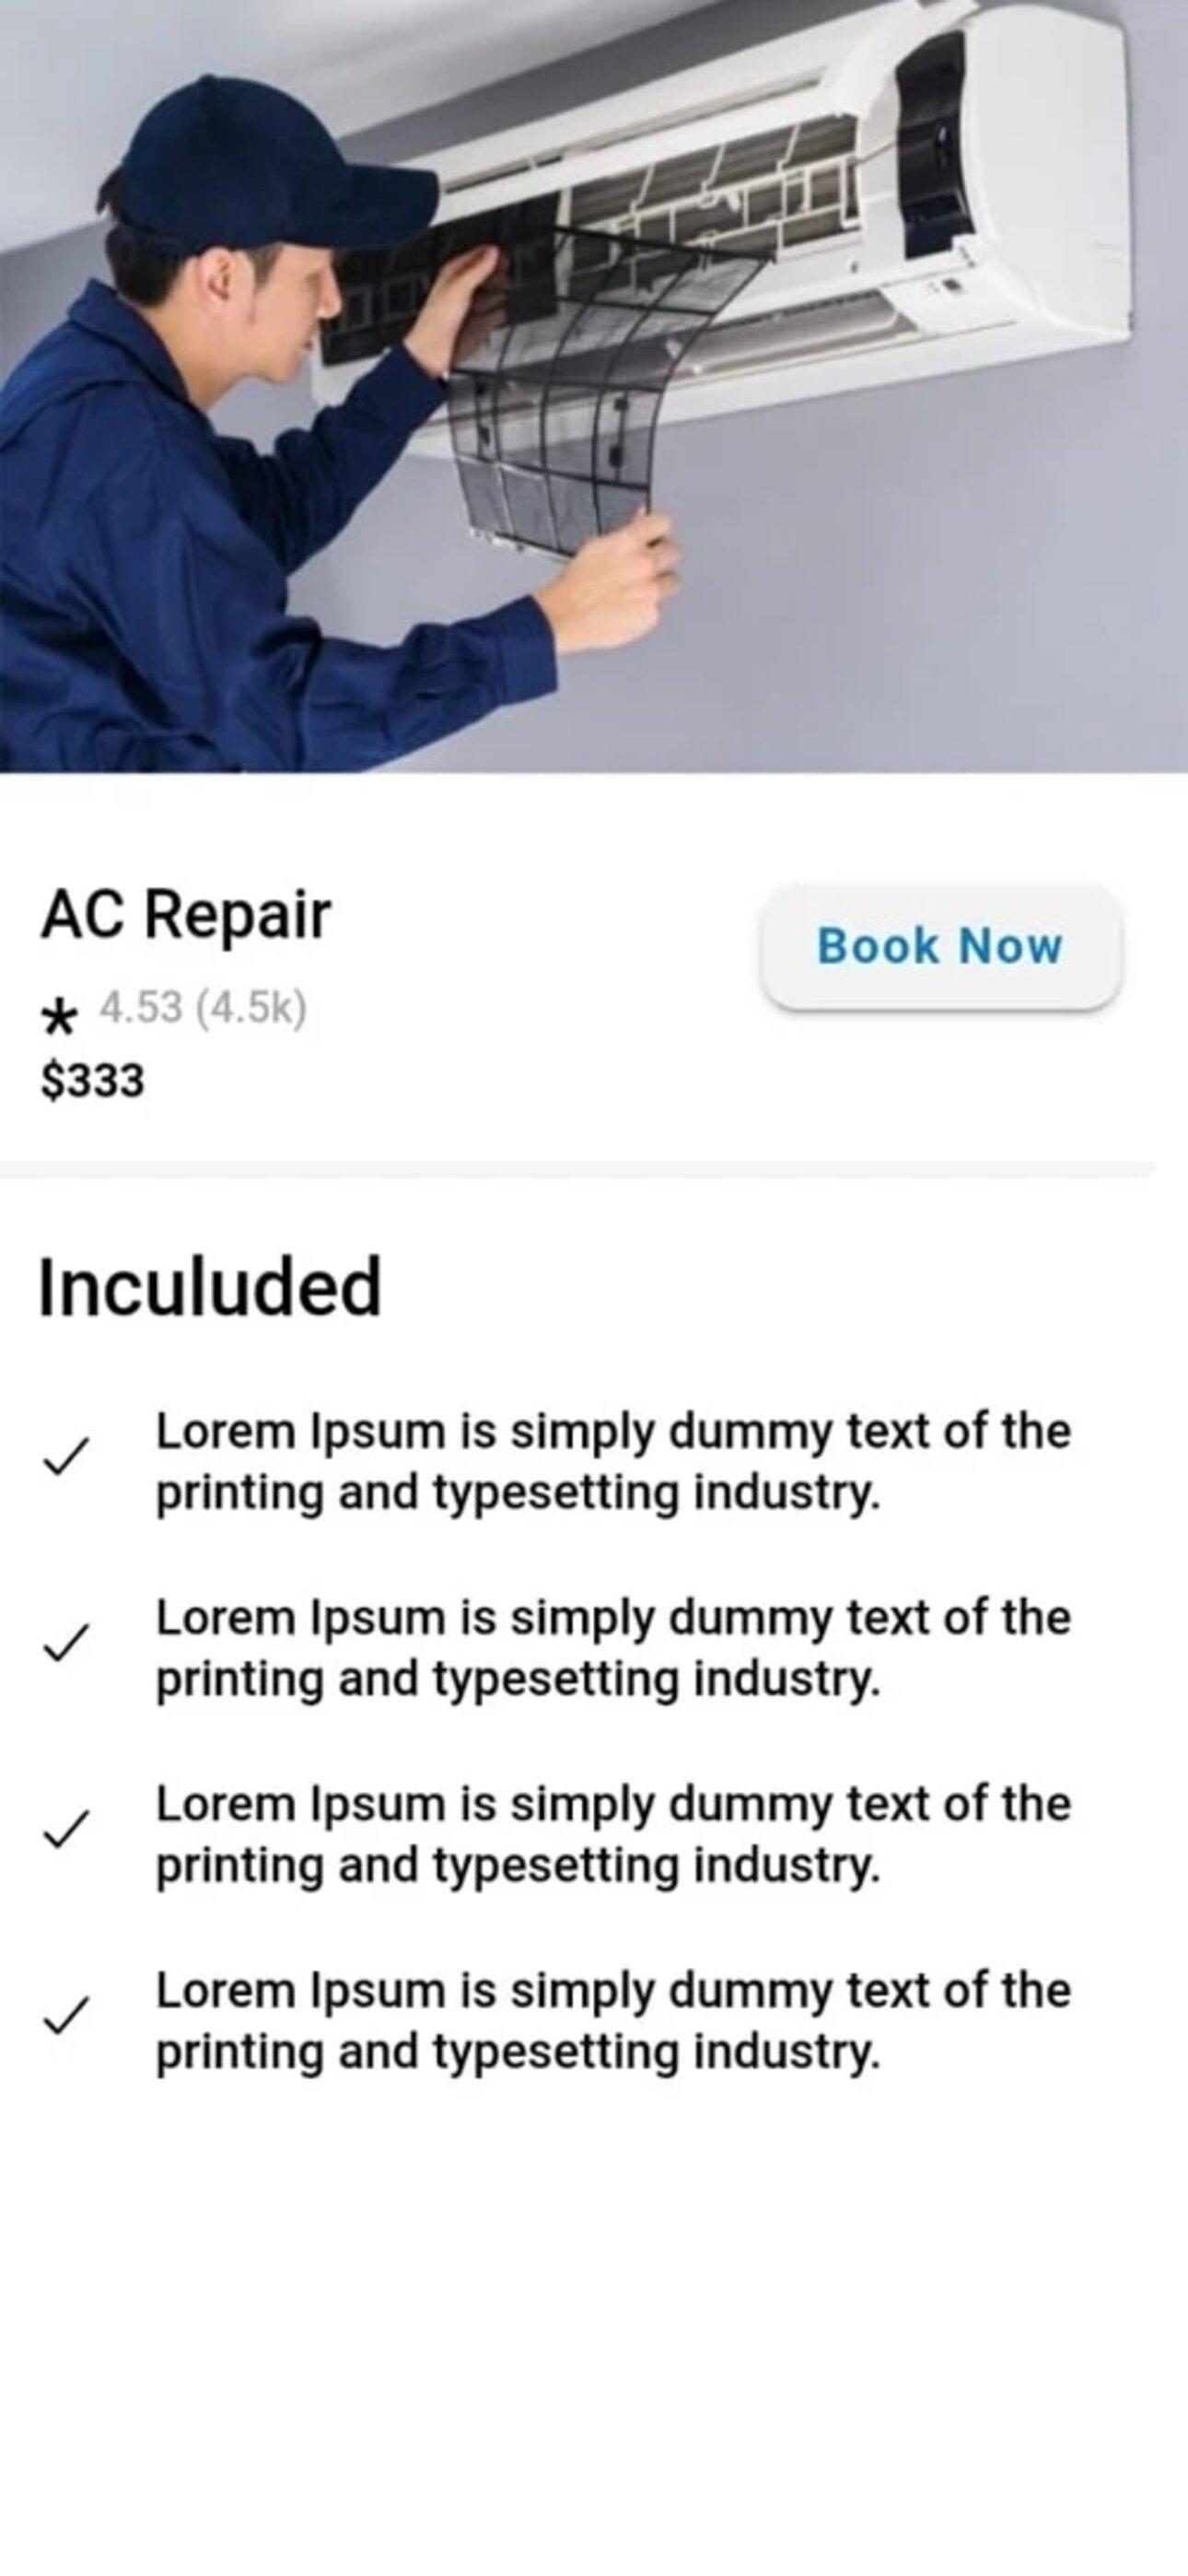 AC Repair
Book Now
* 4.53 (4.5k)
$333
Inculuded
Lorem Ipsum is simply dummy text of the
printing and typesetting industry.
Lorem Ipsum is simply dummy text of the
printing and typesetting industry.
Lorem Ipsum is simply dummy text of the
printing and typesetting industry.
Lorem Ipsum is simply dummy text of the
printing and typesetting industry.